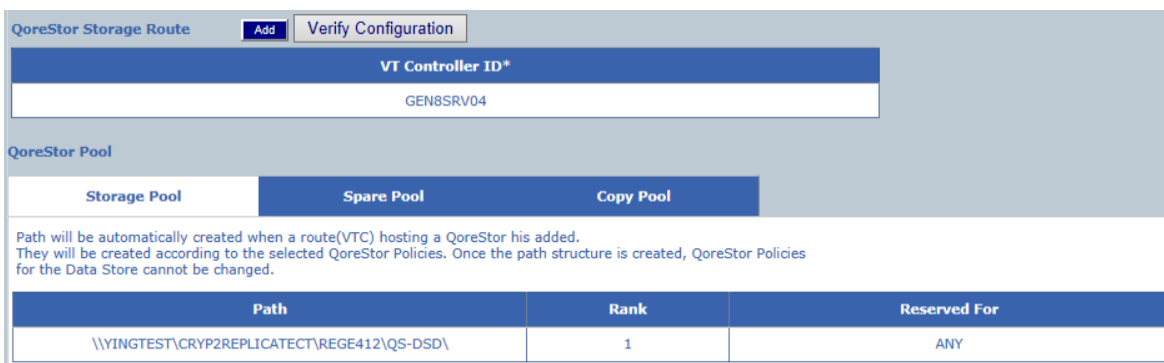 QoreStor Storage Route Add Verify Configuration
VT Controller ID*
GEN8SRV04
QoreStor Pool
Storage Pool Spare Pool Copy Pool
Path will be automatically created when a route(VTC) hosting a QoreStor his added.
They will be created according to the selected QoreStor Policies. Once the path structure is created, QoreStor Policies
for the Data Store cannot be changed.
Path Rank Reserved For
\\YINGTEST\CRYP2REPLICATECT\REGE412\QS-DSD\ 1 ANY